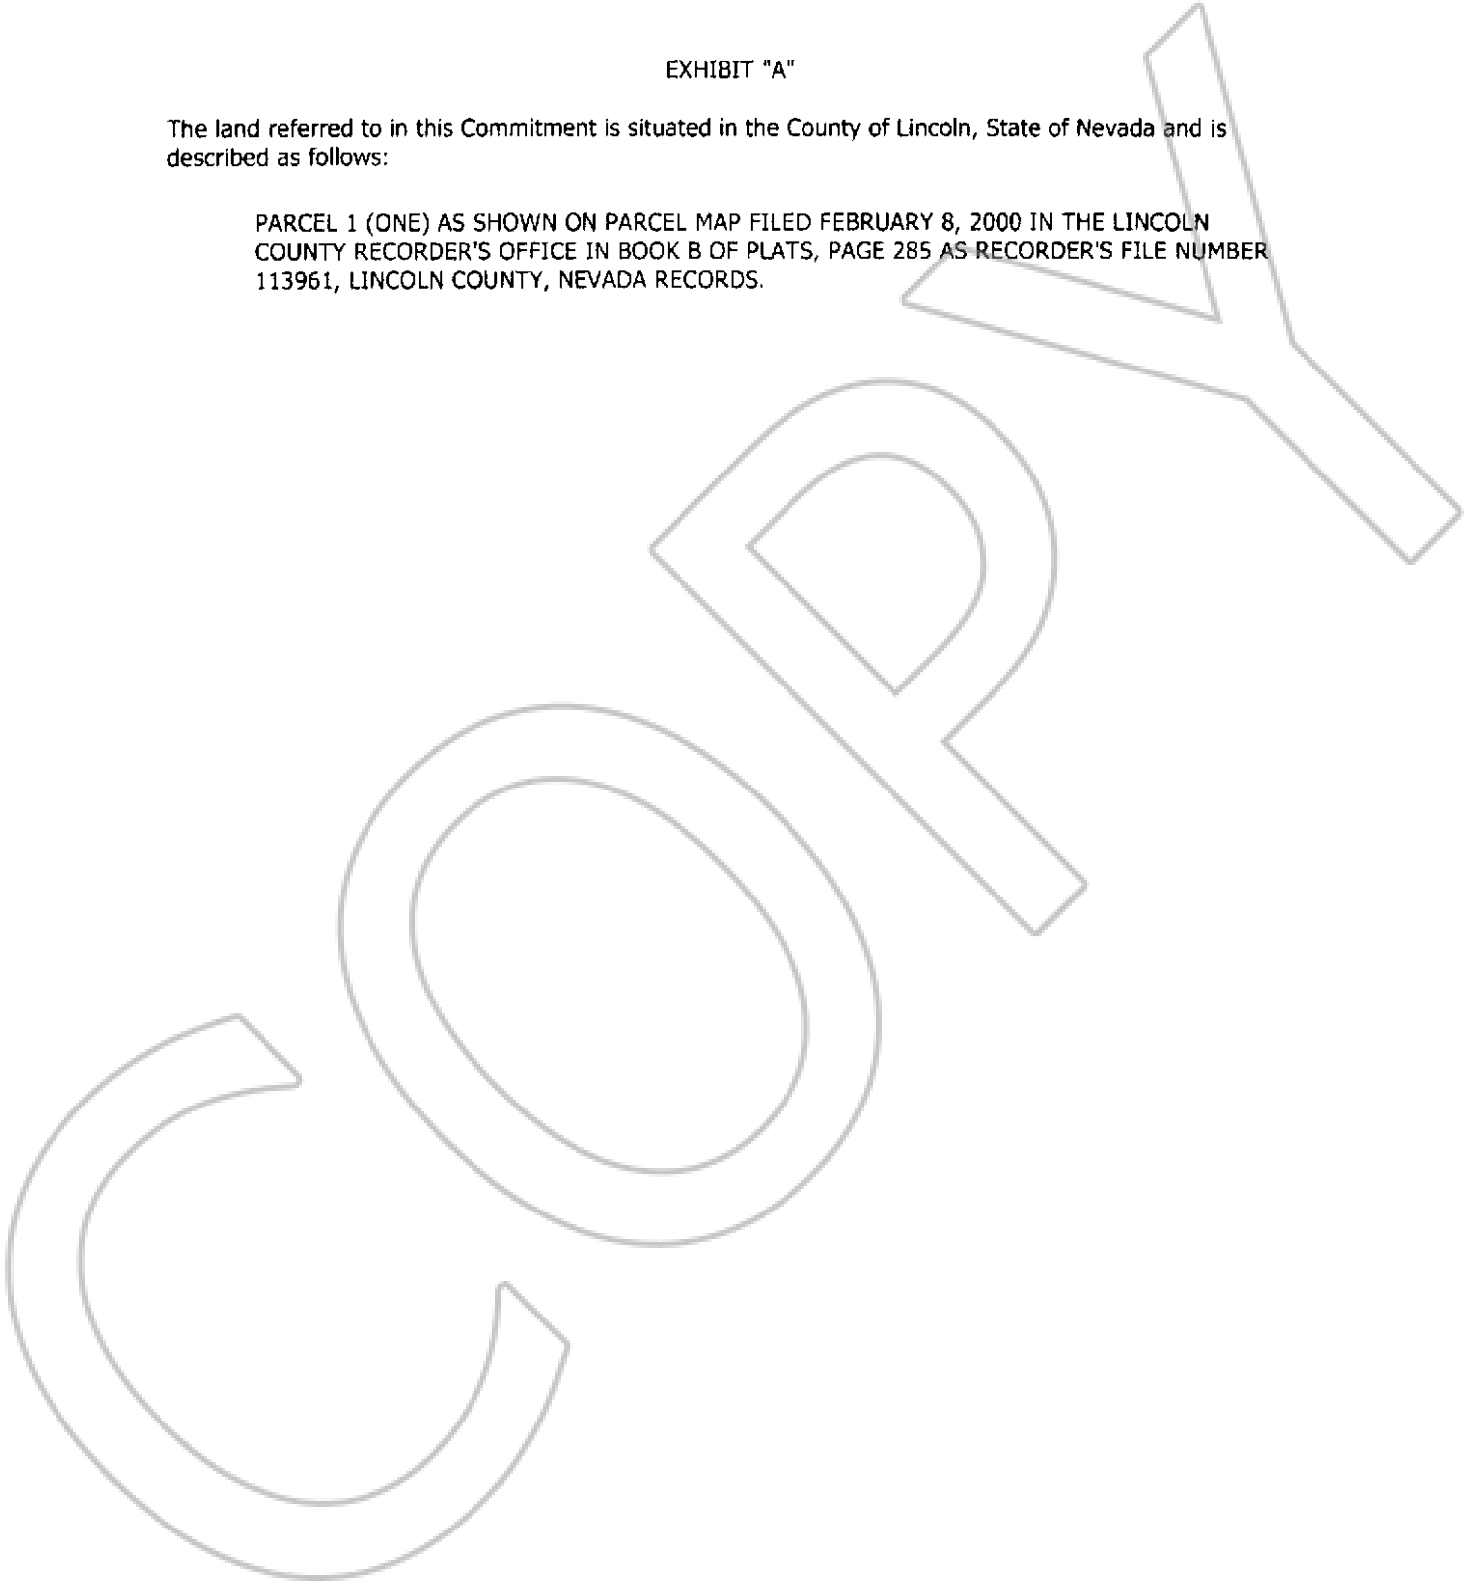 EXHIBIT "A"
The land referred to in this Commitment is situated in the County of Lincoln, State of Nevada and is
described as follows:
PARCEL 1 (ONE) AS SHOWN ON PARCEL MAP FILED FEBRUARY 8, 2000 IN THE LINCOLN
COUNTY RECORDER'S OFFICE IN BOOK B OF PLATS, PAGE 285 AS RECORDER'S FILE NUMBER
113961, LINCOLN COUNTY, NEVADA RECORDS.
COPY